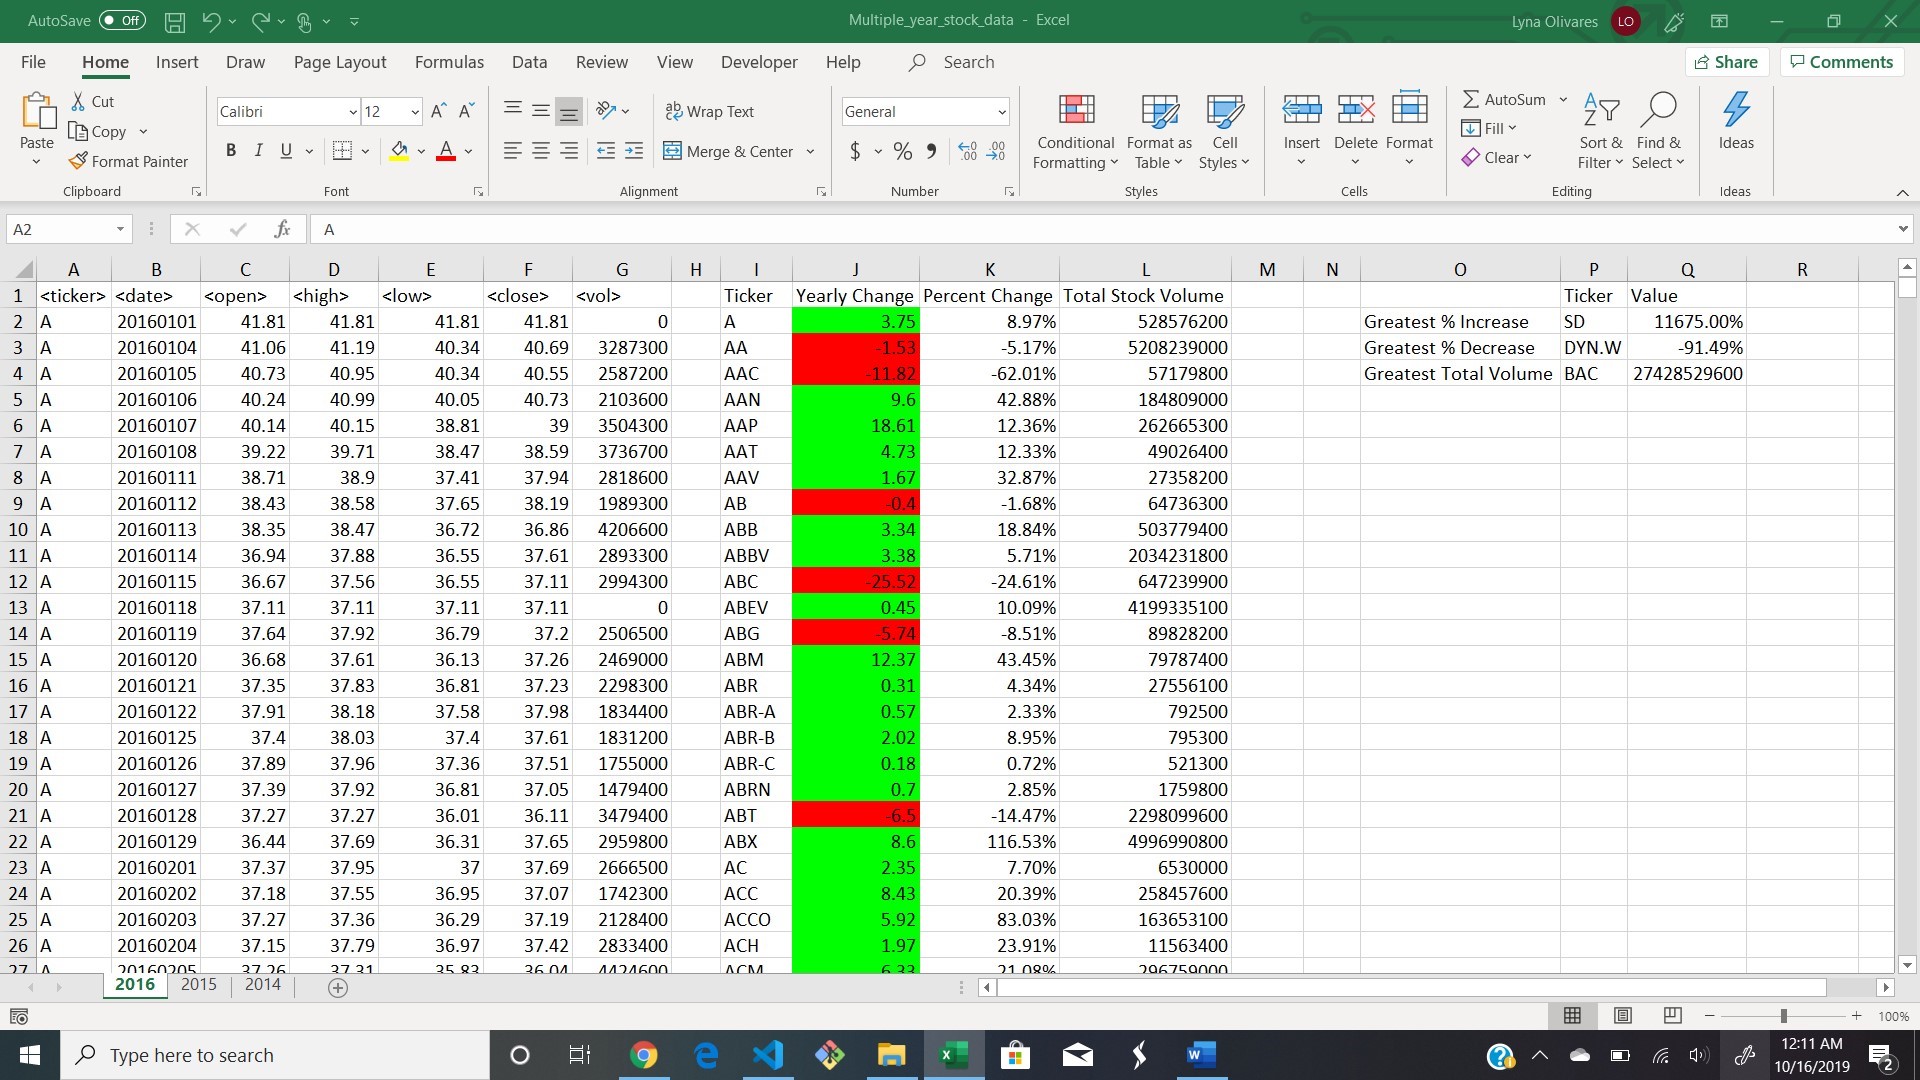 AutoSave Off Multiple_year_stock_data - Excel Lyna Olivares LO
File Home Insert Draw Page Layout Formulas Data Review View Developer Help Search Share Comments
Paste Cut Copy Format Painter Clipboard
Calibri 12 A A B I U A Font
ab Wrap Text Merge & Center Alignment
General $ % Number
Conditional Formatting Format as Table Cell Styles Styles
Insert Delete Format Cells
AutoSum Fill Clear Sort & Filter Find & Select Editing
Ideas Ideas
A2 fx A
A B C D E F G H I J K L M N O P Q R
1 <ticker> <date> <open> <high> <low> <close> <vol> Ticker Yearly Change Percent Change Total Stock Volume Ticker Value
2 A 20160101 41.81 41.81 41.81 41.81 0 A 3.75 8.97% 528576200 Greatest % Increase SD 11675.00%
3 A 20160104 41.06 41.19 40.34 40.69 3287300 AA -1.53 -5.17% 5208239000 Greatest % Decrease DYN.W -91.49%
4 A 20160105 40.73 40.95 40.34 40.55 2587200 AAC -11.82 -62.01% 57179800 Greatest Total Volume BAC 27428529600
5 A 20160106 40.24 40.99 40.05 40.73 2103600 AAN 9.6 42.88% 184809000
6 A 20160107 40.14 40.15 38.81 39 3504300 AAP 18.61 12.36% 262665300
7 A 20160108 39.22 39.71 38.47 38.59 3736700 AAT 4.73 12.33% 49026400
8 A 20160111 38.71 38.9 37.41 37.94 2818600 AAV 1.67 32.87% 27358200
9 A 20160112 38.43 38.58 37.65 38.19 1989300 AB -0.4 -1.68% 64736300
10 A 20160113 38.35 38.47 36.72 36.86 4206600 ABB 3.34 18.84% 503779400
11 A 20160114 36.94 37.88 36.55 37.61 2893300 ABBV 3.38 5.71% 2034231800
12 A 20160115 36.67 37.56 36.55 37.11 2994300 ABC -25.52 -24.61% 647239900
13 A 20160118 37.11 37.11 37.11 37.11 0 ABEV 0.45 10.09% 4199335100
14 A 20160119 37.64 37.92 36.79 37.2 2506500 ABG -5.74 -8.51% 89828200
15 A 20160120 36.68 37.61 36.13 37.26 2469000 ABM 12.37 43.45% 79787400
16 A 20160121 37.35 37.83 36.81 37.23 2298300 ABR 0.31 4.34% 27556100
17 A 20160122 37.91 38.18 37.58 37.98 1834400 ABR-A 0.57 2.33% 792500
18 A 20160125 37.4 38.03 37.4 37.61 1831200 ABR-B 2.02 8.95% 795300
19 A 20160126 37.89 37.96 37.36 37.51 1755000 ABR-C 0.18 0.72% 521300
20 A 20160127 37.39 37.92 36.81 37.05 1479400 ABRN 0.7 2.85% 1759800
21 A 20160128 37.27 37.27 36.01 36.11 3479400 ABT -6.5 -14.47% 2298099600
22 A 20160129 36.44 37.69 36.31 37.65 2959800 ABX 8.6 116.53% 4996990800
23 A 20160201 37.37 37.95 37 37.69 2666500 AC 2.35 7.70% 6530000
24 A 20160202 37.18 37.55 36.95 37.07 1742300 ACC 8.43 20.39% 258457600
25 A 20160203 37.27 37.36 36.29 37.19 2128400 ACCO 5.92 83.03% 163653100
26 A 20160204 37.15 37.79 36.97 37.42 2833400 ACH 1.97 23.91% 11563400
27 A 20160205 37.26 37.31 35.83 36.04 4424600 ACM 6.33 21.08% 296759000
2016 2015 2014
100%
Type here to search 12:11 AM
10/16/2019 2